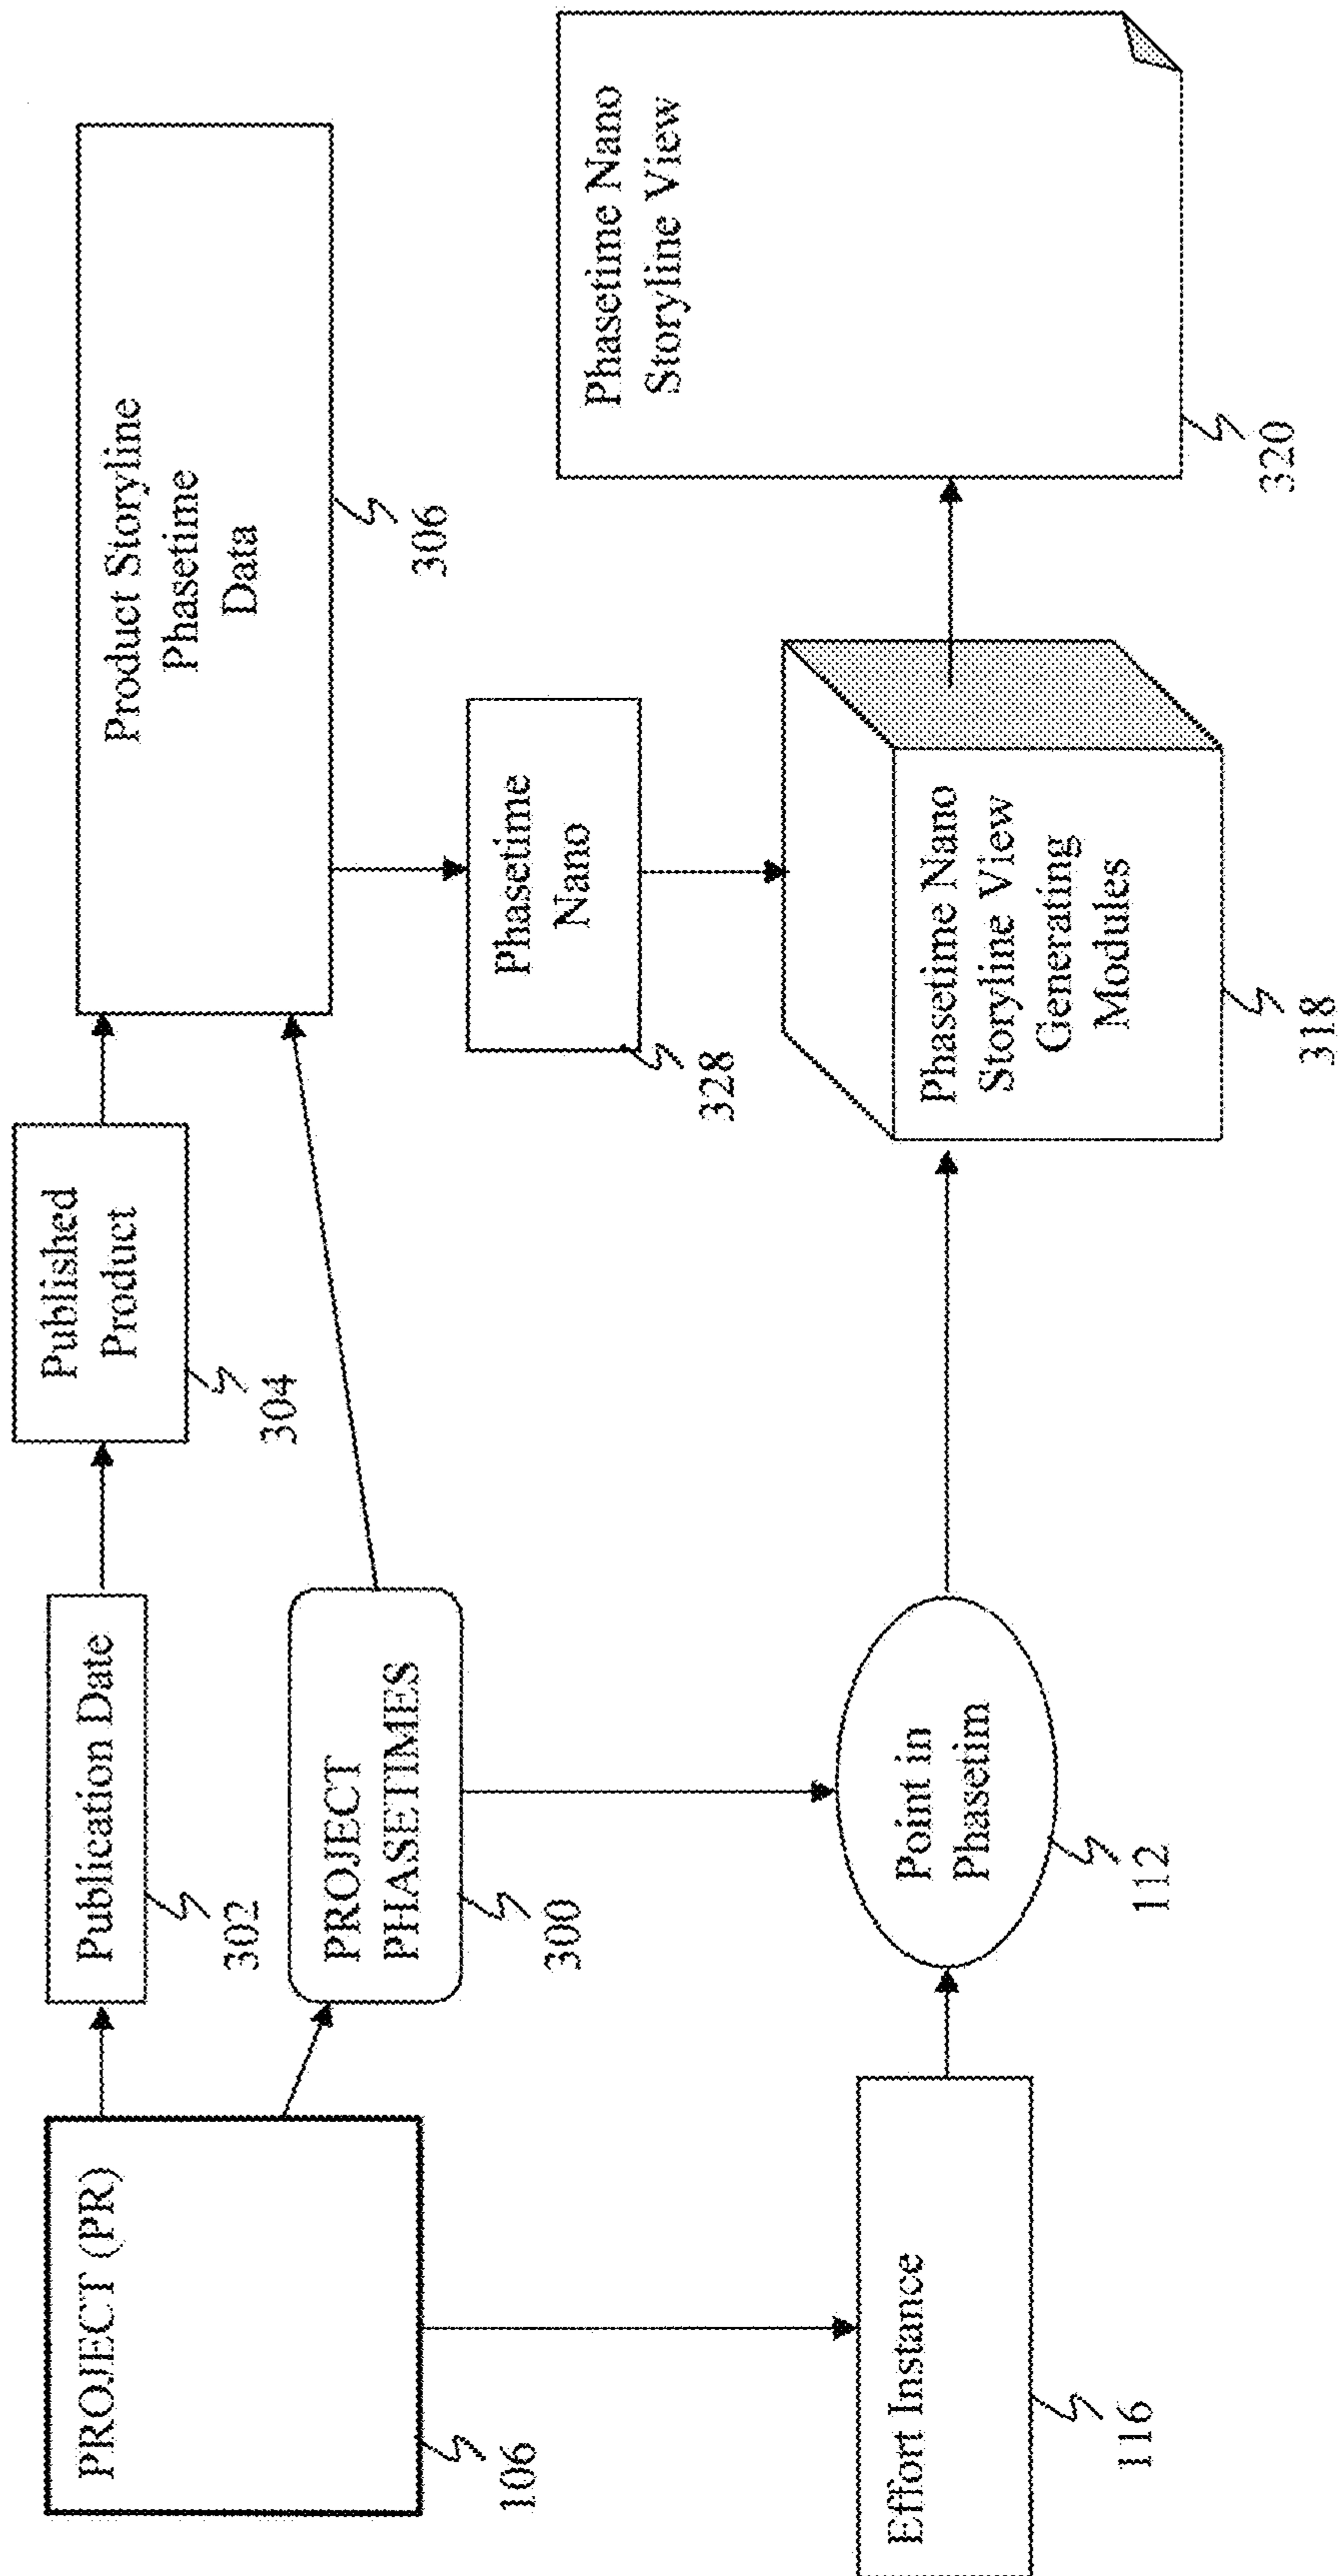 PROJECT (PR)
106
Publication Date
302
Published
Product
304
Product Storyline
Phasetime
Data
306
PROJECT
PHASETIMES
300
Phasetime
Nano
328
Effort Instance
116
Point in
Phasetim
112
Phasetime Nano
Storyline View
Generating
Modules
318
Phasetime Nano
Storyline View
320